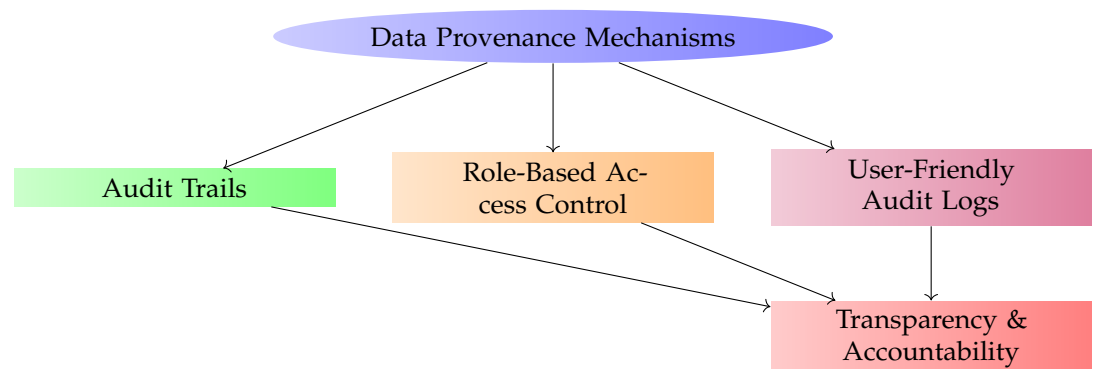 Data Provenance Mechanisms
Audit Trails
Role-Based Ac-
cess Control
User-Friendly
Audit Logs
Transparency &
Accountability